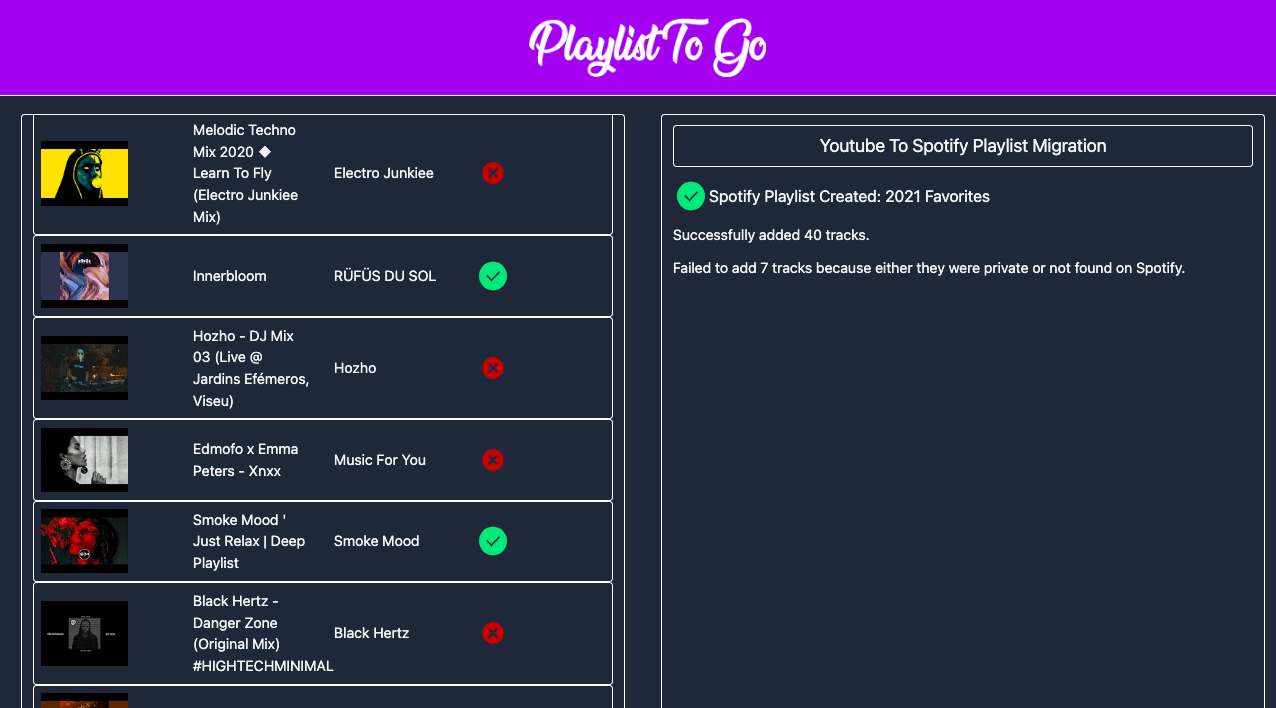 Playlist To Go
Melodic Techno
Mix 2020 ◆
Learn To Fly
(Electro Junkiee
Mix)
Electro Junkiee
Innerbloom
RÜFÜS DU SOL
Hozho - DJ Mix
03 (Live @
Jardins Efémeros,
Viseu)
Hozho
Edmofo x Emma
Peters - Xnxx
Music For You
Smoke Mood '
Just Relax | Deep
Playlist
Smoke Mood
Black Hertz -
Danger Zone
(Original Mix)
#HIGHTECHMINIMAL
Black Hertz
Youtube To Spotify Playlist Migration
Spotify Playlist Created: 2021 Favorites
Successfully added 40 tracks.
Failed to add 7 tracks because either they were private or not found on Spotify.